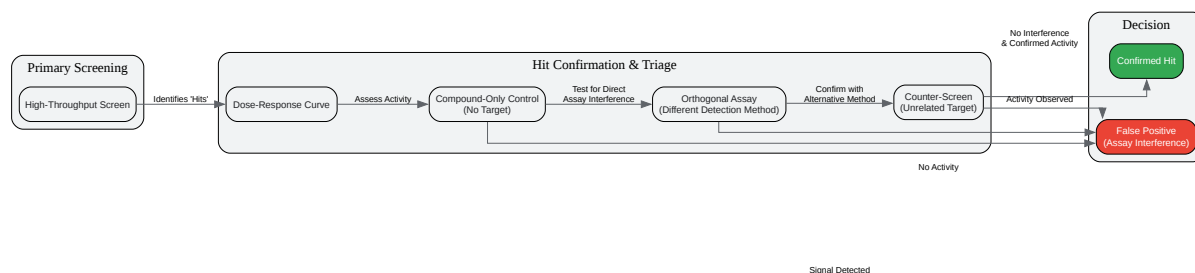 Primary Screening
High-Throughput Screen
Identifies 'Hits'
Hit Confirmation & Triage
Dose-Response Curve
Assess Activity
Compound-Only Control
(No Target)
Test for Direct
Assay Interference
Orthogonal Assay
(Different Detection Method)
Confirm with
Alternative Method
Counter-Screen
(Unrelated Target)
No Interference
& Confirmed Activity
Activity Observed
Decision
Confirmed Hit
False Positive
(Assay Interference)
No Activity
Signal Detected